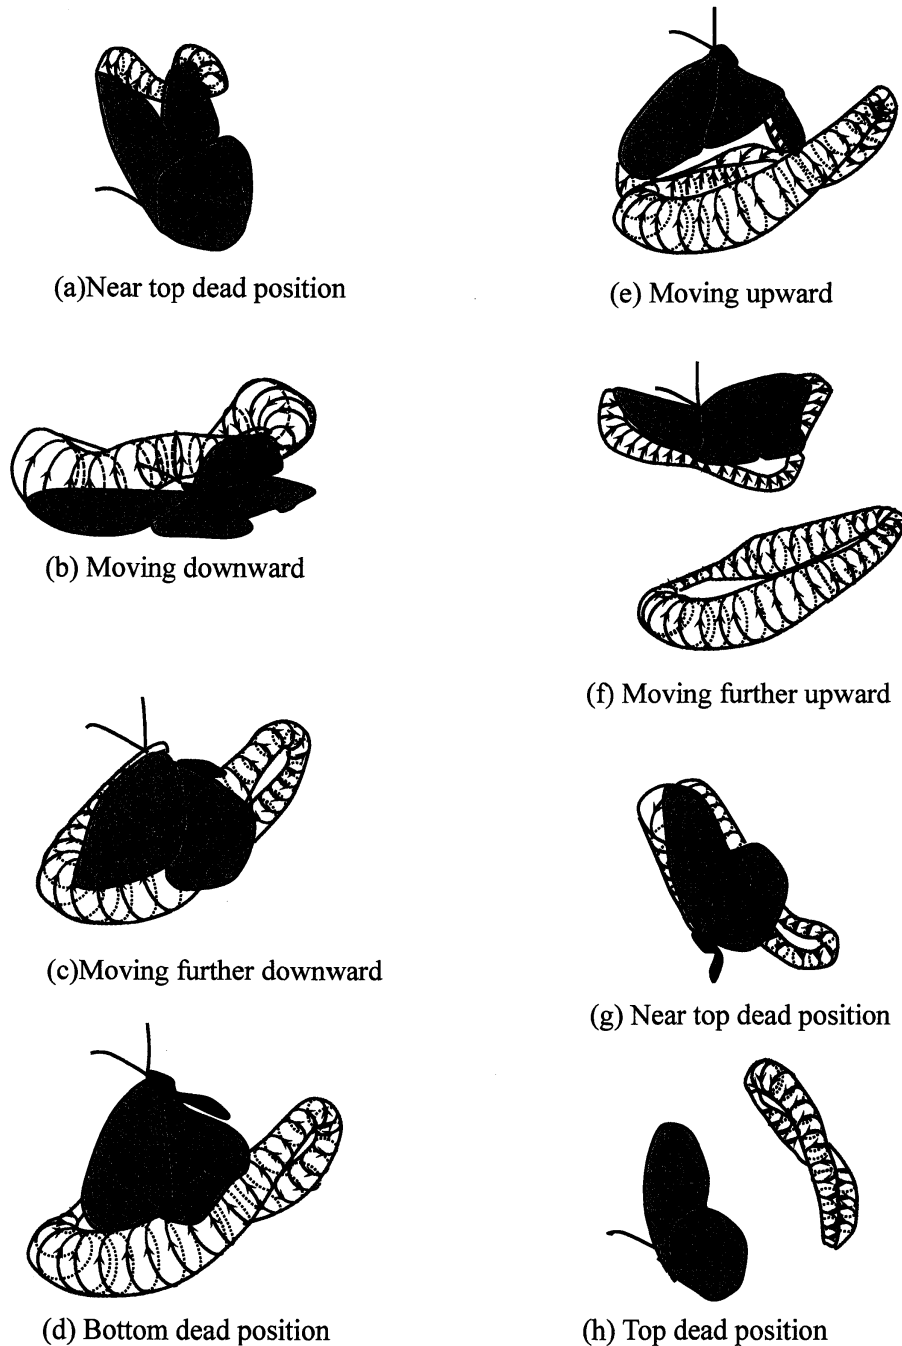 (a)Near top dead position
(b) Moving downward
(c)Moving further downward
(d) Bottom dead position
(e) Moving upward
(f) Moving further upward
(g) Near top dead position
(h) Top dead position